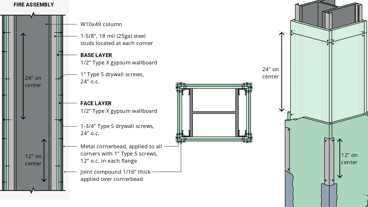 FIRE ASSEMBLY
W10x49 column
1-5/8", 18 mil (25ga) steel
studs located at each corner
BASE LAYER
1/2" Type X gypsum wallboard
1" Type S drywall screws,
24" o.c.
FACE LAYER
1/2" Type X gypsum wallboard
1-3/4" Type S drywall screws,
24" o.c.
Metal cornerbead, applied to all
corners with 1" Type S screws,
12" o.c. in each flange
Joint compound 1/16" thick
applied over cornerbead
24" on
center
12" on
center
24" on
center
12" on
center